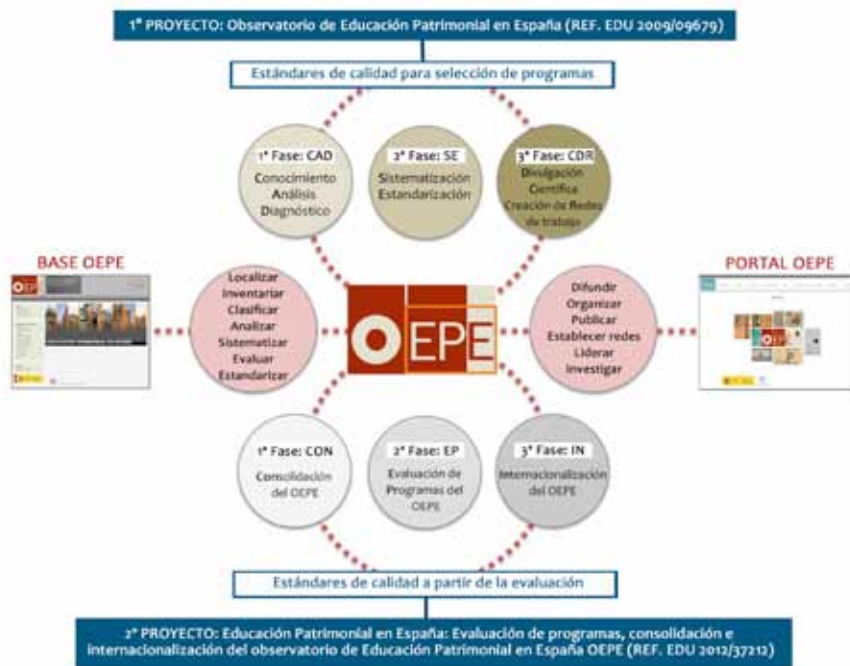 1ª PROYECTO: Observatorio de Educación Patrimonial en España (REF. EDU 2009/09679)
Estándares de calidad para selección de programas
1ª Fase: CAD
Conocimiento
Análisis
Diagnóstico
2ª Fase: SE
Sistematización
Estandarización
3ª Fase: CDR
Divulgación
Científica
Creación de Redes
de trabajo
BASE OEPE
Localizar
Inventariar
Clasificar
Analizar
Sistematizar
Evaluar
Estandarizar
OEPE
Difundir
Organizar
Publicar
Establecer redes
Liderar
Investigar
PORTAL OEPE
1ª Fase: CON
Consolidación
del OEPE
2ª Fase: EP
Evaluación de
Programas del
OEPE
3ª Fase: IN
Internacionalización
del OEPE
Estándares de calidad a partir de la evaluación
2ª PROYECTO: Educación Patrimonial en España: Evaluación de programas, consolidación e
internacionalización del observatorio de Educación Patrimonial en España OEPE (REF. EDU 2012/37212)